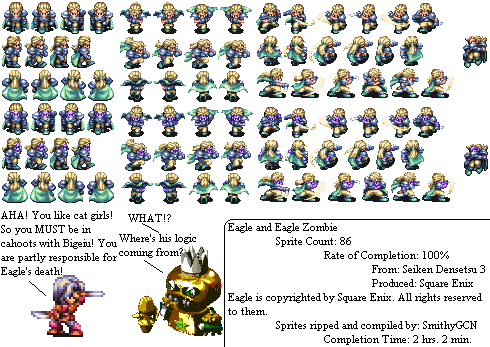 AHA! You like cat girls!
So you MUST be in
cahoots with Bigein! You
are partly responsible for
Eagle's death!
WHAT!?
Where's his logic
coming from?
Eagle and Eagle Zombie
Sprite Count: 86
Rate of Completion: 100%
From: Seiken Densetsu 3
Produced: Square Enix
Eagle is copyrighted by Square Enix. All rights reserved
to them.
Sprites ripped and compiled by: SmithyGCN
Completion Time: 2 hrs. 2 min.